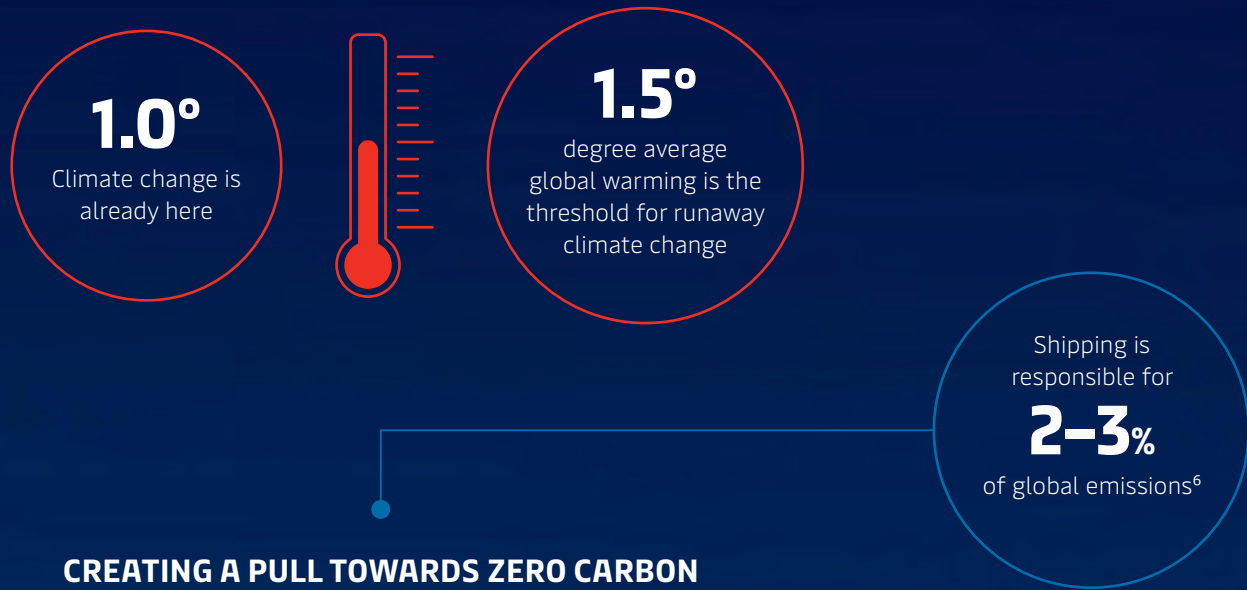 1.0°
Climate change is
already here
1.5°
degree average
global warming is the
threshold for runaway
climate change
Shipping is
responsible for
2–3%
of global emissions⁶
CREATING A PULL TOWARDS ZERO CARBON